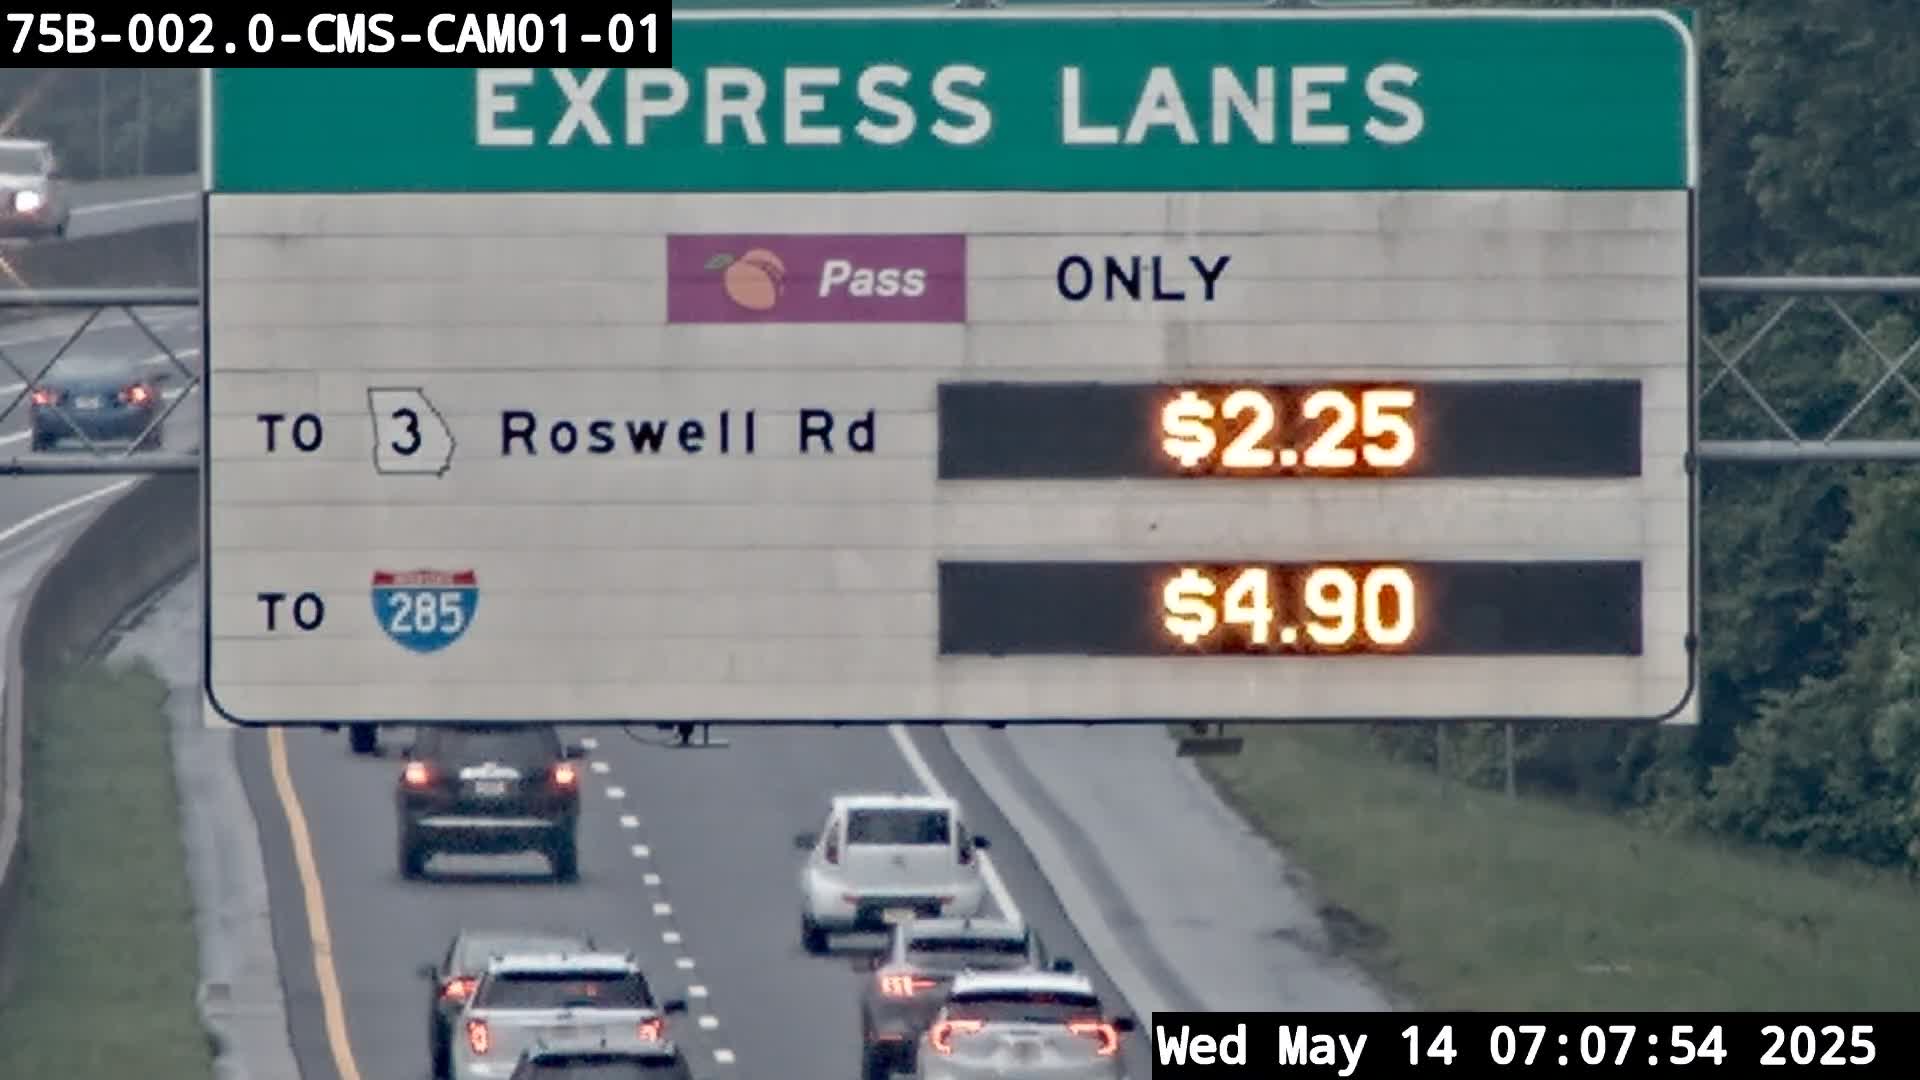 75B-002.0-CMS-CAM01-01
EXPRESS LANES
Pass ONLY
TO 3 Roswell Rd $2.25
TO 285 $4.90
Wed May 14 07:07:54 2025